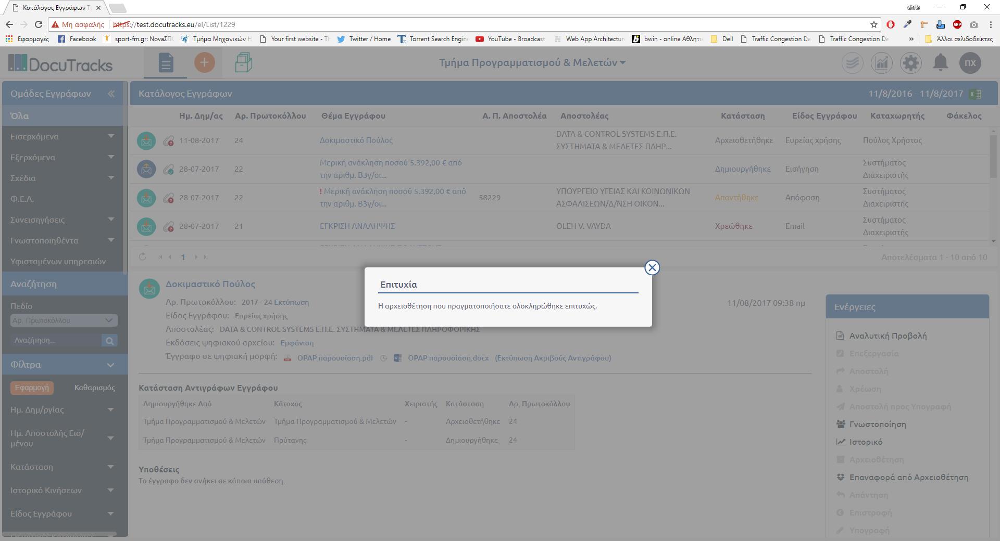 Κατάλογος Εγγράφων
chris
Μη ασφαλής
https://test.docutracks.eu/el/List/1229
Εφαρμογές
Facebook
sport-fm.gr: NovaΣΠΟ
Τμήμα Μηχανικών
Your first website -
Twitter / Home
Torrent Search Engine
YouTube - Broadcast
Web App Architectur
bwin - online Αθλητι
Dell
Traffic Congestion De
Traffic Congestion De
»
Άλλοι σελιδοδείκτες
DocuTracks
Τμήμα Προγραμματισμού & Μελετών
ΠΧ
Ομάδες Εγγράφων
Όλα
Εισερχόμενα
Εξερχόμενα
Σχέδια
Φ.Ε.Α.
Συνεισηγήσεις
Γνωστοποιηθέντα
Υφισταμένων υπηρεσιών
Αναζήτηση
Πεδίο
Αρ. Πρωτοκόλλου
Αναζήτηση...
Φίλτρα
Εφαρμογή Καθαρισμός
Ημ. Δημ/ργίας
Ημ. Αποστολής Εισ/
μένου
Κατάσταση
Ιστορικό Κινήσεων
Είδος Εγγράφου
Κατάλογος Εγγράφων
11/8/2016 - 11/8/2017
Ημ. Δημ/ας Αρ. Πρωτοκόλλου Θέμα Εγγράφου Α. Π. Αποστολέα Αποστολέας Κατάσταση Είδος Εγγράφου Καταχωρητής Φάκελος
11-08-2017 24 Δοκιμαστικό Πούλος DATA & CONTROL SYSTEMS Ε.Π.Ε.
ΣΥΣΤΗΜΑΤΑ & ΜΕΛΕΤΕΣ ΠΛΗΡ... Αρχειοθετήθηκε Ευρείας χρήσης Πούλος Χρήστος
28-07-2017 22 Μερική ανάκληση ποσού 5.392,00 € από
την αριθμ. Β3γ/οι... Δημιουργήθηκε Εισήγηση Συστήματος
Διαχειριστής
28-07-2017 22 ! Μερική ανάκληση ποσού 5.392,00 € από
την αριθμ. Β3γ/οι... 58229 ΥΠΟΥΡΓΕΙΟ ΥΓΕΙΑΣ ΚΑΙ ΚΟΙΝΩΝΙΚΩΝ
ΑΣΦΑΛΙΣΕΩΝ/Δ/ΝΣΗ ΟΙΚΟΝ... Απαντήθηκε Απόφαση Συστήματος
Διαχειριστής
28-07-2017 21 ΕΓΚΡΙΣΗ ΑΝΑΛΗΨΗΣ OLEH V. VAYDA Χρεώθηκε Email Συστήματος
Διαχειριστής
1
Αποτελέσματα 1 - 10 από 10
Επιτυχία
Η αρχειοθέτηση που πραγματοποιήσατε ολοκληρώθηκε επιτυχώς.
Δοκιμαστικό Πούλος
Αρ. Πρωτοκόλλου: 2017 - 24 Εκτύπωση
11/08/2017 09:38 πμ
Είδος Εγγράφου: Ευρείας χρήσης
Αποστολέας: DATA & CONTROL SYSTEMS Ε.Π.Ε. ΣΥΣΤΗΜΑΤΑ & ΜΕΛΕΤΕΣ ΠΛΗΡΟΦΟΡΙΚΗΣ
Εκδόσεις ψηφιακού αρχείου: Εμφάνιση
Έγγραφο σε ψηφιακή μορφή: OPAP παρουσίαση.pdf OPAP παρουσίαση.docx (Εκτύπωση Ακριβούς Αντιγράφου)
Κατάσταση Αντιγράφων Εγγράφου
Δημιουργήθηκε Από Κάτοχος Χειριστής Κατάσταση Αρ. Πρωτοκόλλου
Τμήμα Προγραμματισμού & Μελετών Τμήμα Προγραμματισμού & Μελετών - Αρχειοθετήθηκε 24
Τμήμα Προγραμματισμού & Μελετών Πρύτανης - Δημιουργήθηκε 24
Υποθέσεις
Το έγγραφο δεν ανήκει σε κάποια υπόθεση.
Ενέργειες
Αναλυτική Προβολή
Επεξεργασία
Αποστολή
Χρέωση
Αποστολή προς Υπογραφή
Γνωστοποίηση
Ιστορικό
Αρχειοθέτηση
Επαναφορά από Αρχειοθέτηση
Απάντηση
Επιστροφή
Υπογραφή